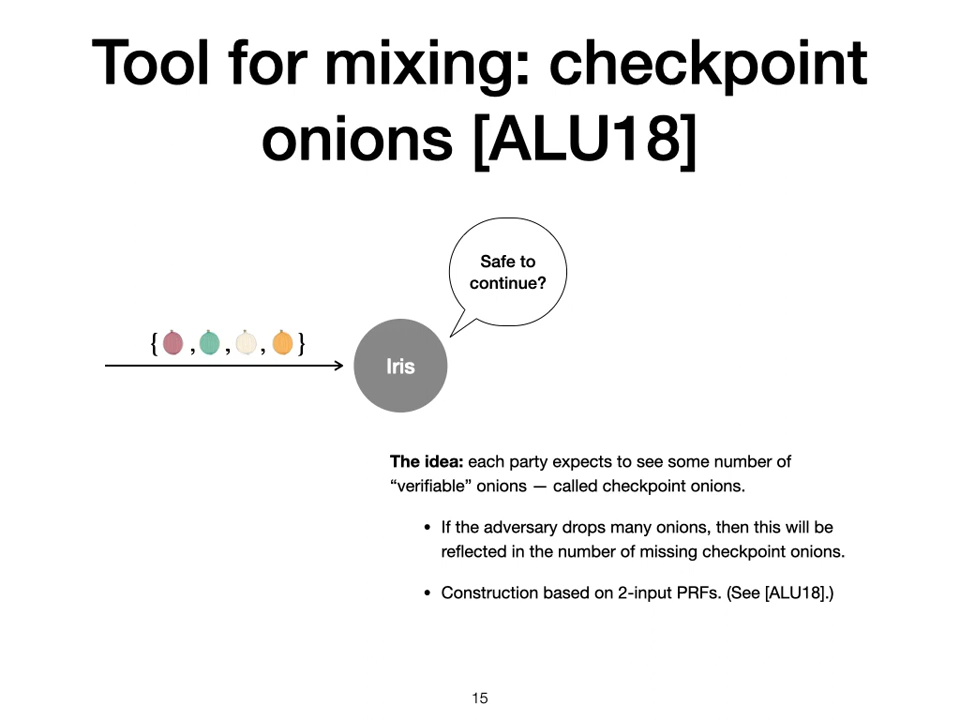 Tool for mixing: checkpoint
onions [ALU18]
Safe to
continue?
{ , , , }
Iris
The idea: each party expects to see some number of
“verifiable” onions — called checkpoint onions.
• If the adversary drops many onions, then this will be
reflected in the number of missing checkpoint onions.
• Construction based on 2-input PRFs. (See [ALU18].)
15